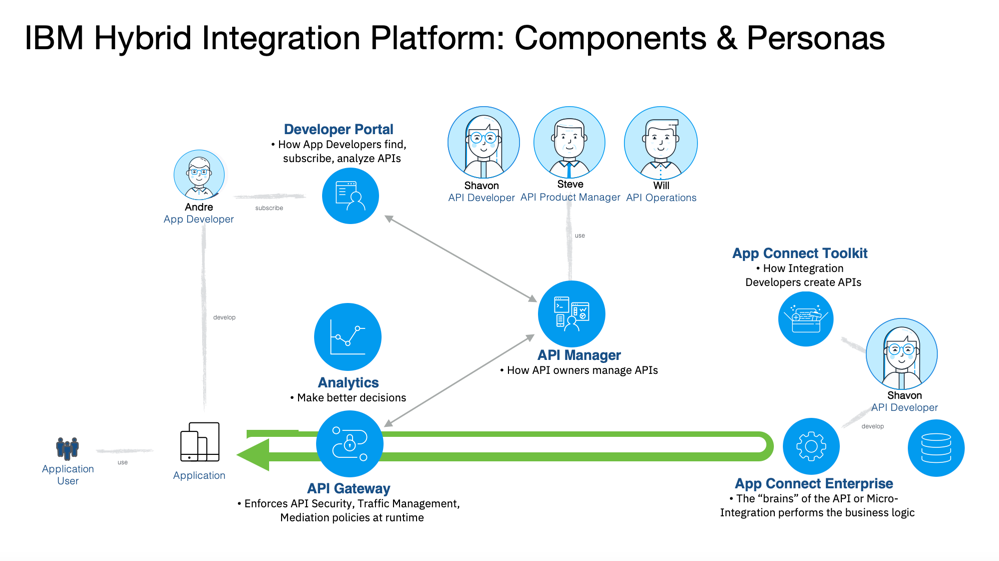 IBM Hybrid Integration Platform: Components & Personas
Developer Portal
• How App Developers find,
subscribe, analyze APIs
Andre
App Developer
subscribe
Shavon
API Developer
Steve
API Product Manager
Will
API Operations
use
develop
App Connect Toolkit
• How Integration
Developers create APIs
API Manager
• How API owners manage APIs
Analytics
• Make better decisions
Shavon
API Developer
develop
Application
User
use
Application
API Gateway
• Enforces API Security, Traffic Management,
Mediation policies at runtime
App Connect Enterprise
• The “brains” of the API or Micro-
Integration performs the business logic